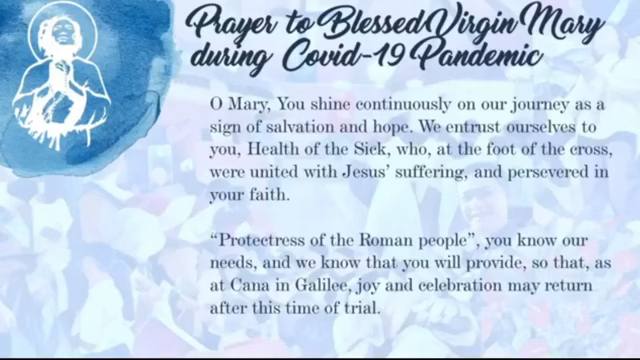 Prayer to Blessed Virgin Mary
during Covid-19 Pandemic
O Mary, You shine continuously on our journey as a
sign of salvation and hope. We entrust ourselves to
you, Health of the Sick, who, at the foot of the cross,
were united with Jesus’ suffering, and persevered in
your faith.
“Protectress of the Roman people”, you know our
needs, and we know that you will provide, so that, as
at Cana in Galilee, joy and celebration may return
after this time of trial.